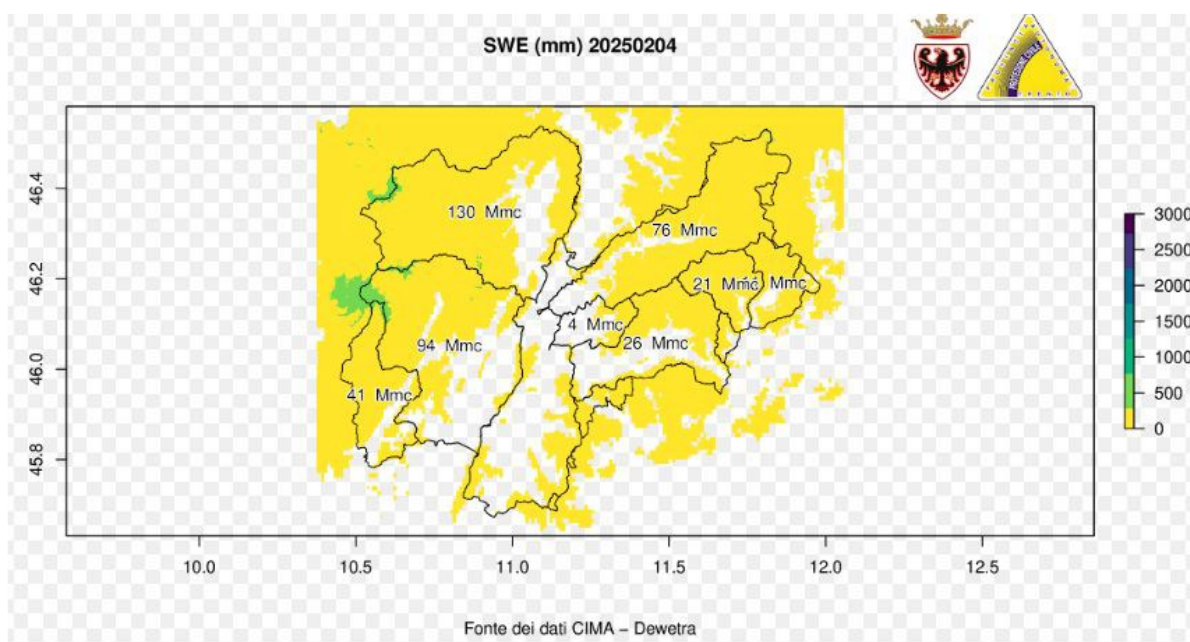 SWE (mm) 20250204
PROTEZIONE CIVILE
46.4
46.2
46.0
45.8
130 Mmc
76 Mmc
21 Mmc
Mmc
4 Mmc
26 Mmc
94 Mmc
41 Mmc
3000
2500
2000
1500
1000
500
0
10.0 10.5 11.0 11.5 12.0 12.5
Fonte dei dati CIMA – Dewetra